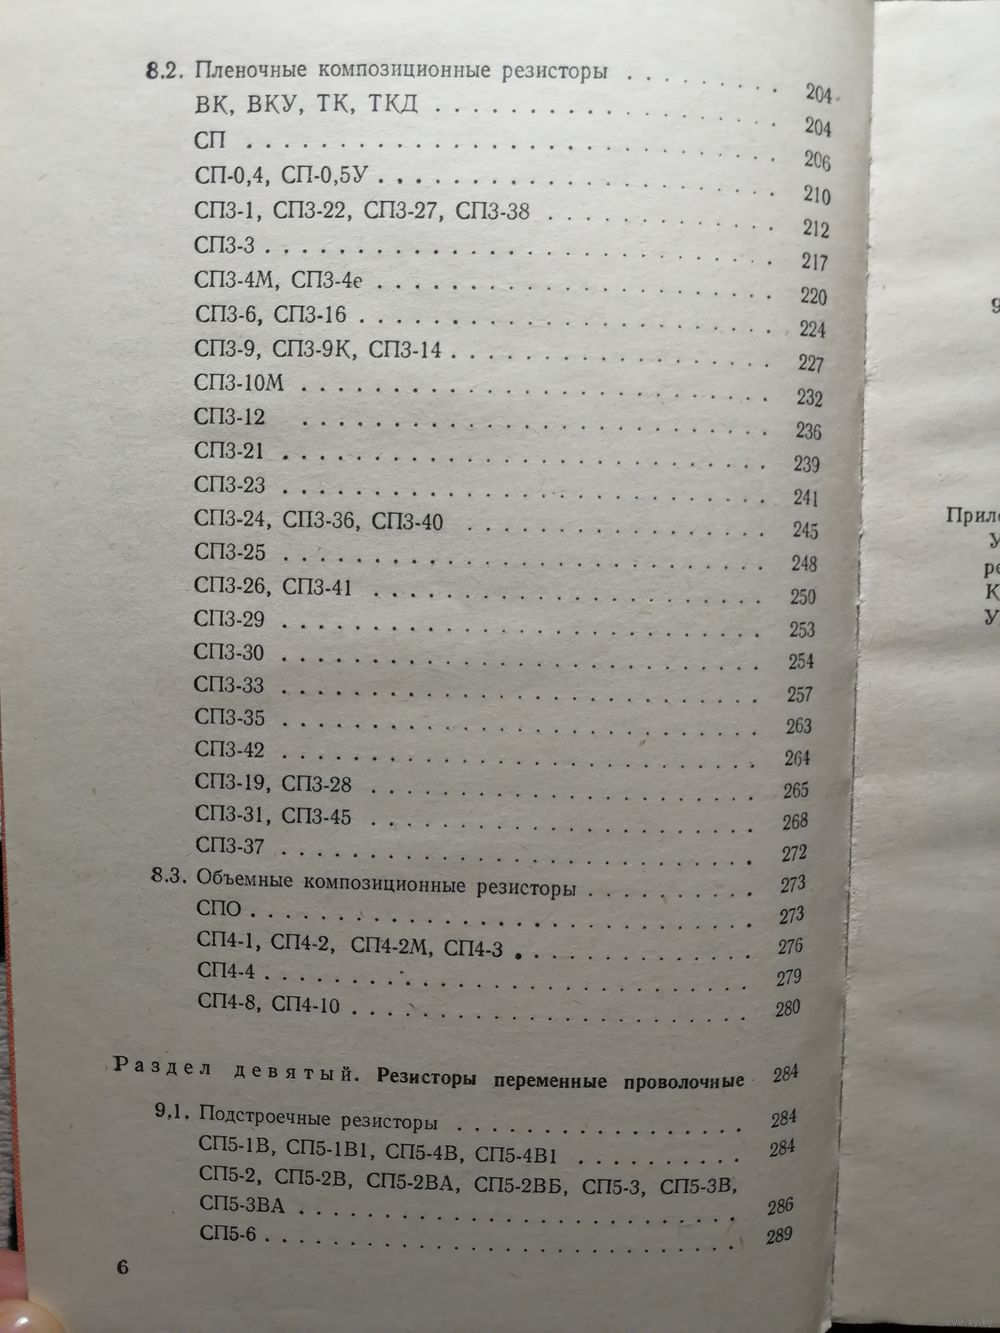 8.2. Пленочные композиционные резисторы . . . . . . . . 204
ВК, ВКУ, ТК, ТКД . . . . . . . . . . . . . . . 204
СП . . . . . . . . . . . . . . . . . . . . . . 206
СП-0,4, СП-0,5У . . . . . . . . . . . . . . . . 210
СП3-1, СП3-22, СП3-27, СП3-38 . . . . . . . . . . 212
СП3-3 . . . . . . . . . . . . . . . . . . . . . 217
СП3-4М, СП3-4е . . . . . . . . . . . . . . . . 220
СП3-6, СП3-16 . . . . . . . . . . . . . . . . . 224
СП3-9, СП3-9К, СП3-14 . . . . . . . . . . . . . 227
СП3-10М . . . . . . . . . . . . . . . . . . . . 232
СП3-12 . . . . . . . . . . . . . . . . . . . . 236
СП3-21 . . . . . . . . . . . . . . . . . . . . 239
СП3-23 . . . . . . . . . . . . . . . . . . . . 241
СП3-24, СП3-36, СП3-40 . . . . . . . . . . . . . 245
СП3-25 . . . . . . . . . . . . . . . . . . . . 248
СП3-26, СП3-41 . . . . . . . . . . . . . . . . 250
СП3-29 . . . . . . . . . . . . . . . . . . . . 253
СП3-30 . . . . . . . . . . . . . . . . . . . . 254
СП3-33 . . . . . . . . . . . . . . . . . . . . 257
СП3-35 . . . . . . . . . . . . . . . . . . . . 263
СП3-42 . . . . . . . . . . . . . . . . . . . . 264
СП3-19, СП3-28 . . . . . . . . . . . . . . . . 265
СП3-31, СП3-45 . . . . . . . . . . . . . . . . 268
СП3-37 . . . . . . . . . . . . . . . . . . . . 272
8.3. Объемные композиционные резисторы . . . . . . . . 273
СПО . . . . . . . . . . . . . . . . . . . . . . 273
СП4-1, СП4-2, СП4-2М, СП4-3 . . . . . . . . . . . 276
СП4-4 . . . . . . . . . . . . . . . . . . . . . 279
СП4-8, СП4-10 . . . . . . . . . . . . . . . . . 280
Раздел девятый. Резисторы переменные проволочные 284
9.1. Подстроечные резисторы . . . . . . . . . . . . . 284
СП5-1В, СП5-1В1, СП5-4В, СП5-4В1 . . . . . . . . 284
СП5-2, СП5-2В, СП5-2ВА, СП5-2ВБ, СП5-3, СП5-3В,
СП5-3ВА . . . . . . . . . . . . . . . . . . . . 286
СП5-6 . . . . . . . . . . . . . . . . . . . . . 289
6
9
У
К
www.ay.by